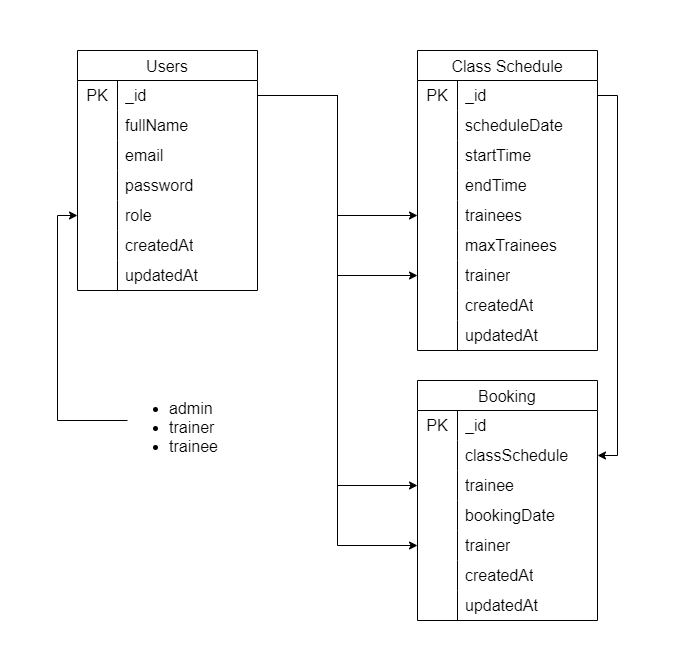 Users
PK _id
fullName
email
password
role
createdAt
updatedAt
Class Schedule
PK _id
scheduleDate
startTime
endTime
trainees
maxTrainees
trainer
createdAt
updatedAt
admin
trainer
trainee
Booking
PK _id
classSchedule
trainee
bookingDate
trainer
createdAt
updatedAt